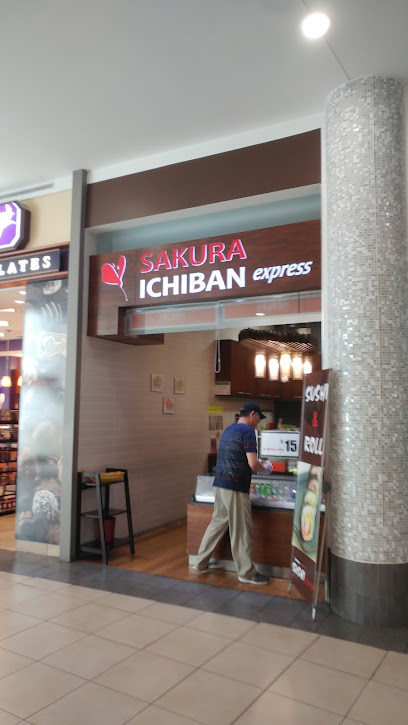 SAKURA
ICHIBAN express
LATES
$15
SUSHI
&
ROLL